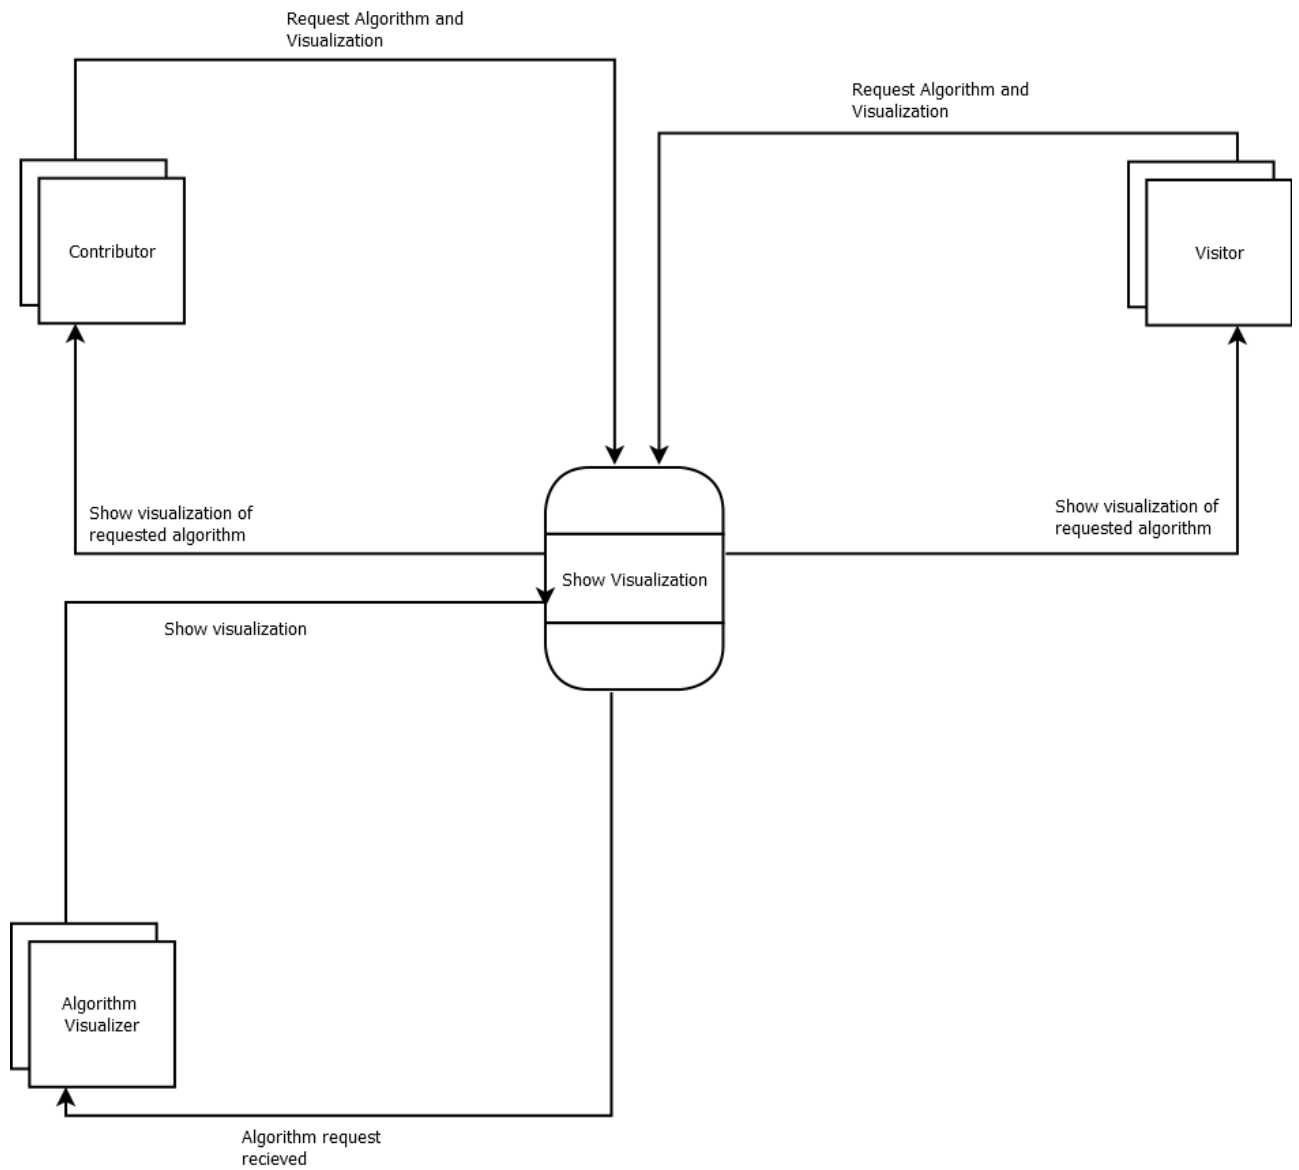 Request Algorithm and
Visualization
Request Algorithm and
Visualization
Contributor
Visitor
Show visualization of
requested algorithm
Show visualization of
requested algorithm
Show Visualization
Show visualization
Algorithm
Visualizer
Algorithm request
recieved